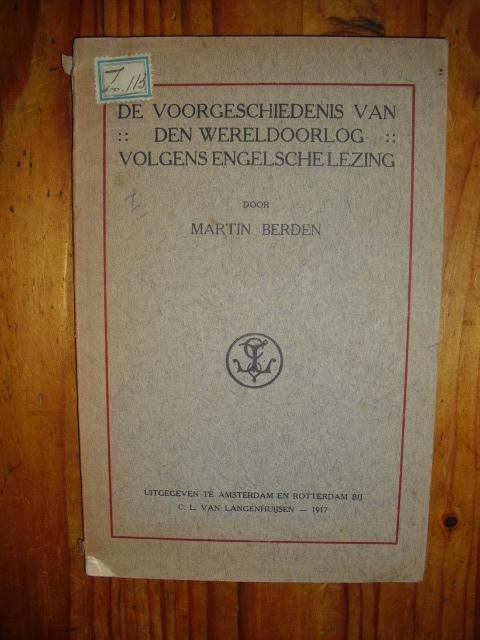 DE VOORGESCHIEDENIS VAN
:: DEN WERELDOORLOG ::
VOLGENS ENGELSCHE LEZING
DOOR
MARTIN BERDEN
UITGEGEVEN TE AMSTERDAM EN ROTTERDAM BIJ
C. L. VAN LANGENHUIJSEN — 1917